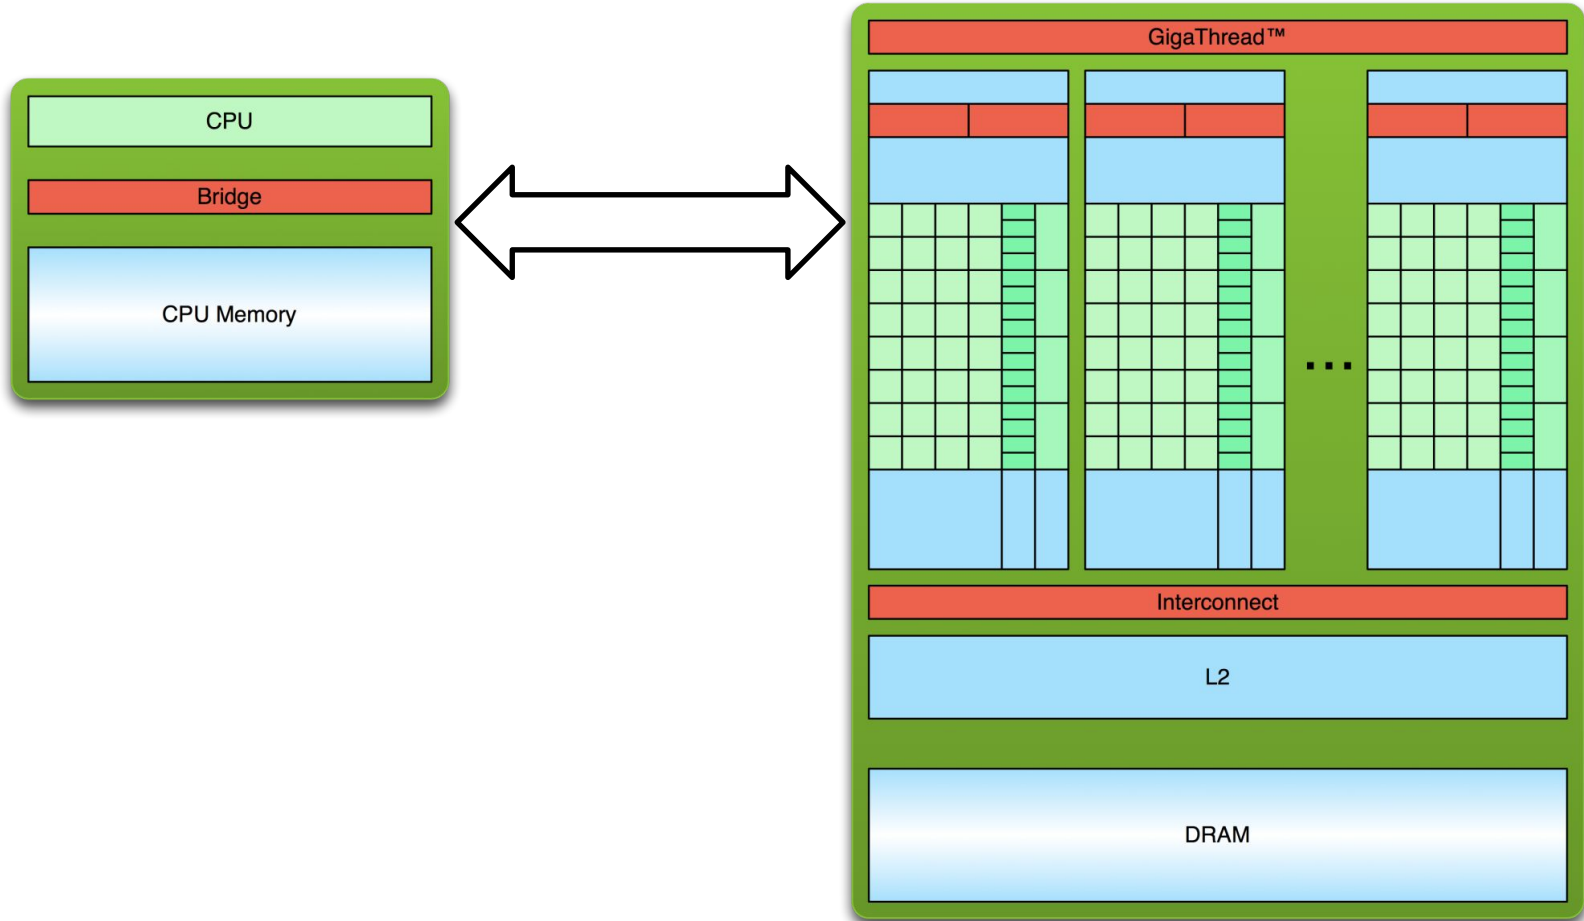 CPU
Bridge
CPU Memory
GigaThread™
...
Interconnect
L2
DRAM